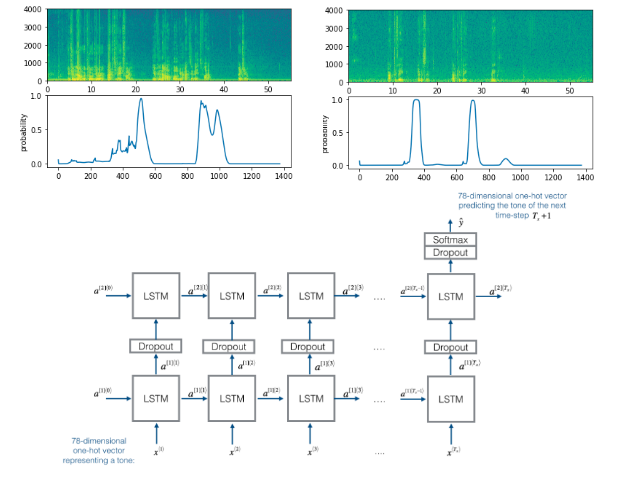 4000
3000
2000
1000
0
0 10 20 30 40 50
4000
3000
2000
1000
0
0 10 20 30 40 50
probability
1.0
0.5
0.0
0 200 400 600 800 1000 1200 1400
probability
1.0
0.5
0.0
0 200 400 600 800 1000 1200 1400
78-dimensional one-hot vector
predicting the tone of the next
time-step Tₓ+1
ŷ
Softmax
Dropout
a[2]⟨0⟩ LSTM a[2]⟨1⟩ LSTM a[2]⟨2⟩ LSTM a[2]⟨3⟩ .... a[2]⟨Tₓ-1⟩ LSTM a[2]⟨Tₓ⟩
Dropout Dropout Dropout .... Dropout
a[1]⟨1⟩ a[1]⟨2⟩ a[1]⟨3⟩ a[1]⟨Tₓ⟩
a[1]⟨0⟩ LSTM a[1]⟨1⟩ LSTM a[1]⟨2⟩ LSTM a[1]⟨3⟩ .... a[1]⟨Tₓ-1⟩ LSTM
78-dimensional
one-hot vector
representing a tone:
x⟨1⟩ x⟨2⟩ x⟨3⟩ .... x⟨Tₓ⟩